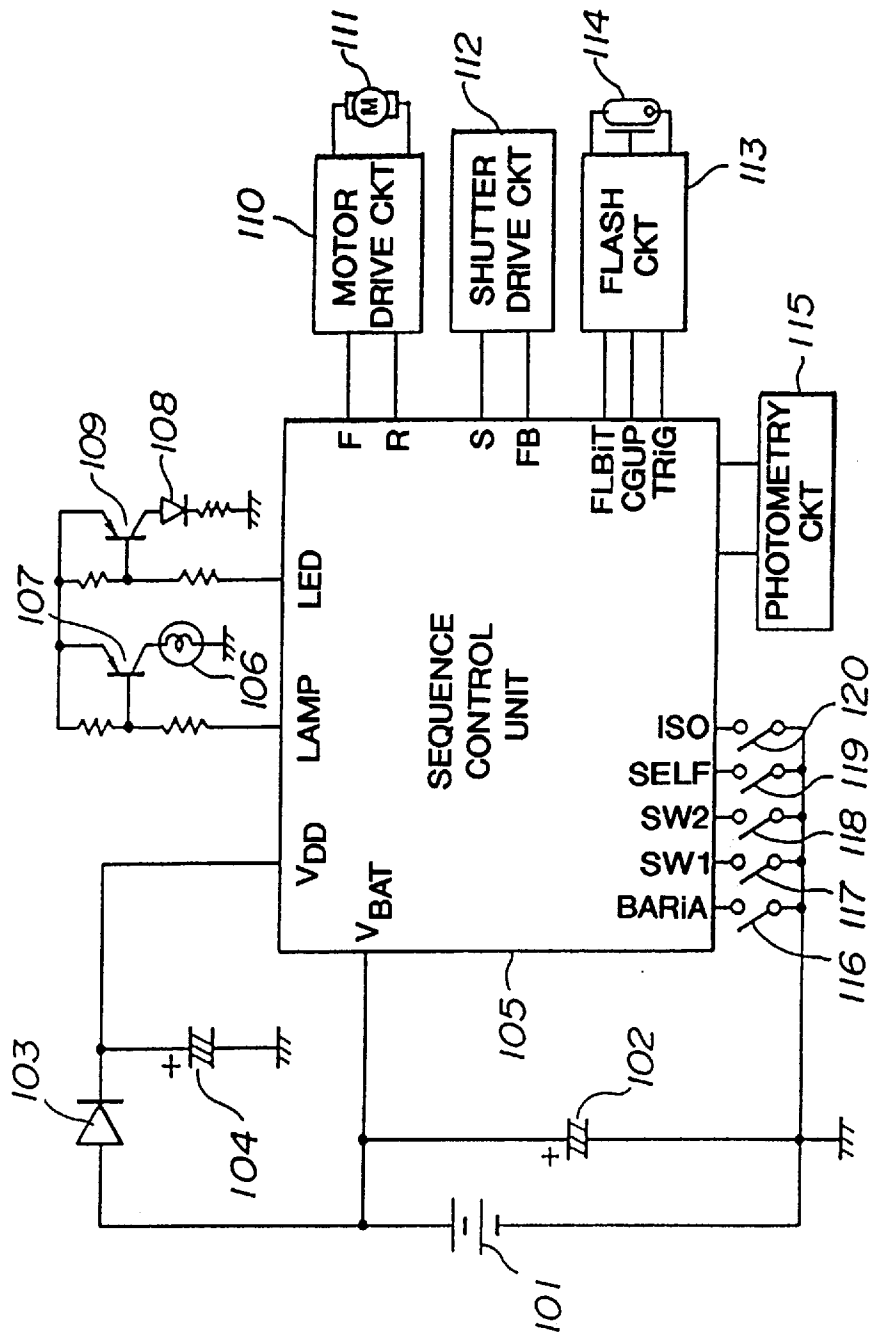 103
+
104
101
+
102
105
VDD
VBAT
LAMP
LED
107
106
109
108
SEQUENCE
CONTROL
UNIT
BARiA
SW1
SW2
SELF
ISO
116
117
118
119
120
F
R
S
FB
FLBiT
CGUP
TRiG
110
MOTOR
DRIVE CKT
M
111
SHUTTER
DRIVE CKT
112
FLASH
CKT
113
114
PHOTOMETRY
CKT
115